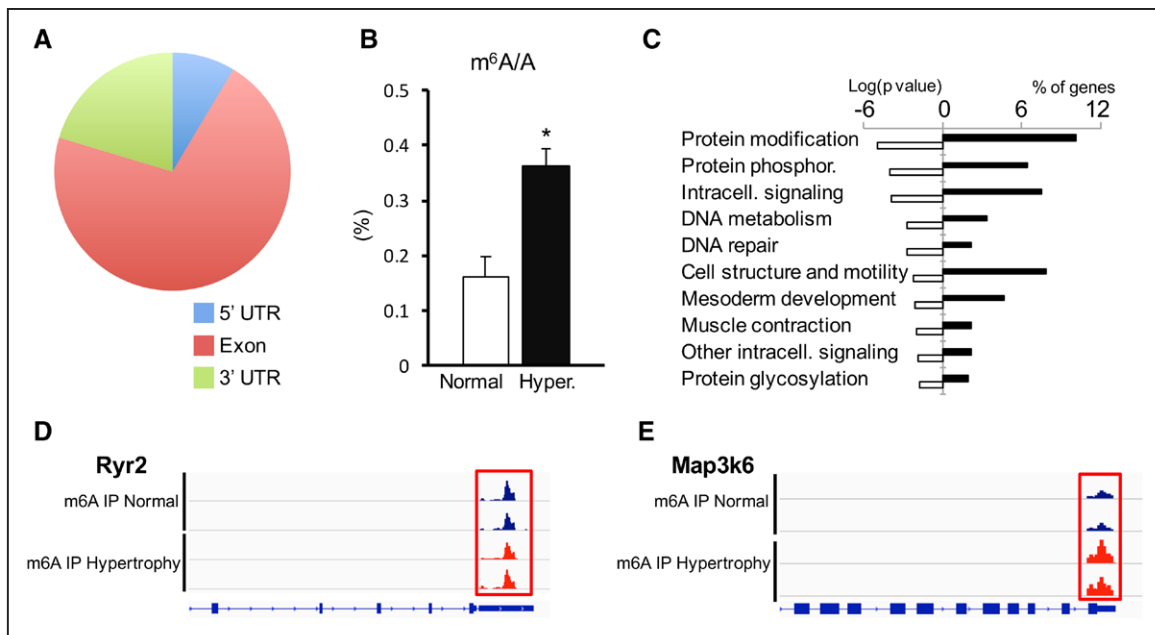 A
5’ UTR
Exon
3’ UTR
B
m⁶A/A
(%)
0.5
0.4
0.3
0.2
0.1
0
*
Normal Hyper.
C
Log(p value) % of genes
-6 0 6 12
Protein modification
Protein phosphor.
Intracell. signaling
DNA metabolism
DNA repair
Cell structure and motility
Mesoderm development
Muscle contraction
Other intracell. signaling
Protein glycosylation
D
Ryr2
m6A IP Normal
m6A IP Hypertrophy
E
Map3k6
m6A IP Normal
m6A IP Hypertrophy